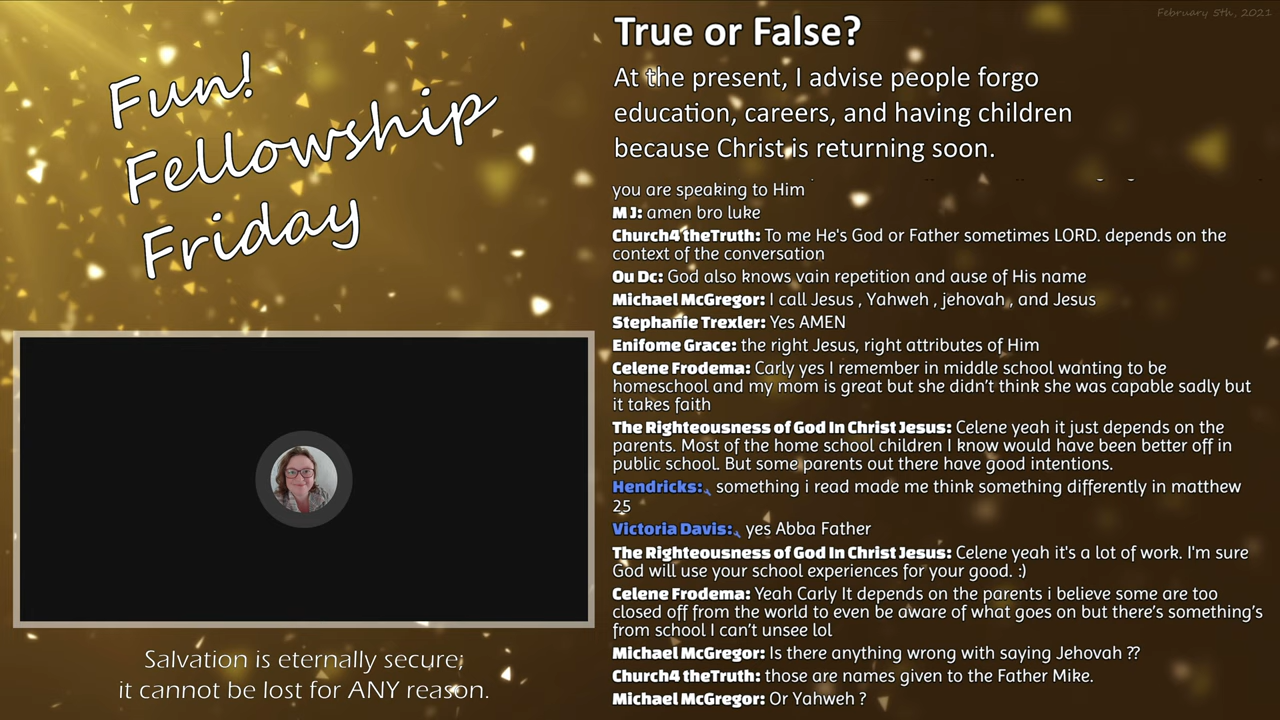 Fun!
Fellowship
Friday
Salvation is eternally secure;
it cannot be lost for ANY reason.
February 5th, 2021
True or False?
At the present, I advise people forgo
education, careers, and having children
because Christ is returning soon.
you are speaking to Him
M J: amen bro luke
Church4 theTruth: To me He's God or Father sometimes LORD. depends on the
context of the conversation
Ou Dc: God also knows vain repetition and ause of His name
Michael McGregor: I call Jesus , Yahweh , jehovah , and Jesus
Stephanie Trexler: Yes AMEN
Enifome Grace: the right Jesus, right attributes of Him
Celene Frodema: Carly yes I remember in middle school wanting to be
homeschool and my mom is great but she didn't think she was capable sadly but
it takes faith
The Righteousness of God In Christ Jesus: Celene yeah it just depends on the
parents. Most of the home school children I know would have been better off in
public school. But some parents out there have good intentions.
Hendricks: something i read made me think something differently in matthew
25
Victoria Davis: yes Abba Father
The Righteousness of God In Christ Jesus: Celene yeah it's a lot of work. I'm sure
God will use your school experiences for your good. :)
Celene Frodema: Yeah Carly It depends on the parents i believe some are too
closed off from the world to even be aware of what goes on but there's something's
from school I can't unsee lol
Michael McGregor: Is there anything wrong with saying Jehovah ??
Church4 theTruth: those are names given to the Father Mike.
Michael McGregor: Or Yahweh ?